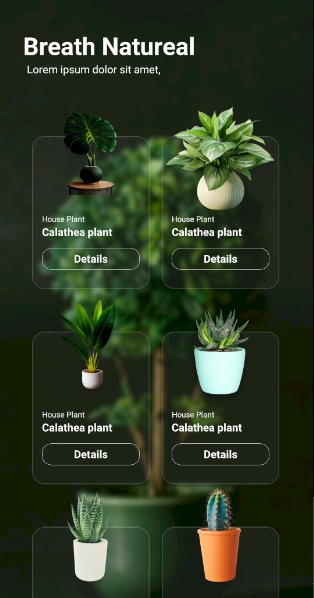 Breath Natureal
Lorem ipsum dolor sit amet,
House Plant
Calathea plant
Details
House Plant
Calathea plant
Details
House Plant
Calathea plant
Details
House Plant
Calathea plant
Details